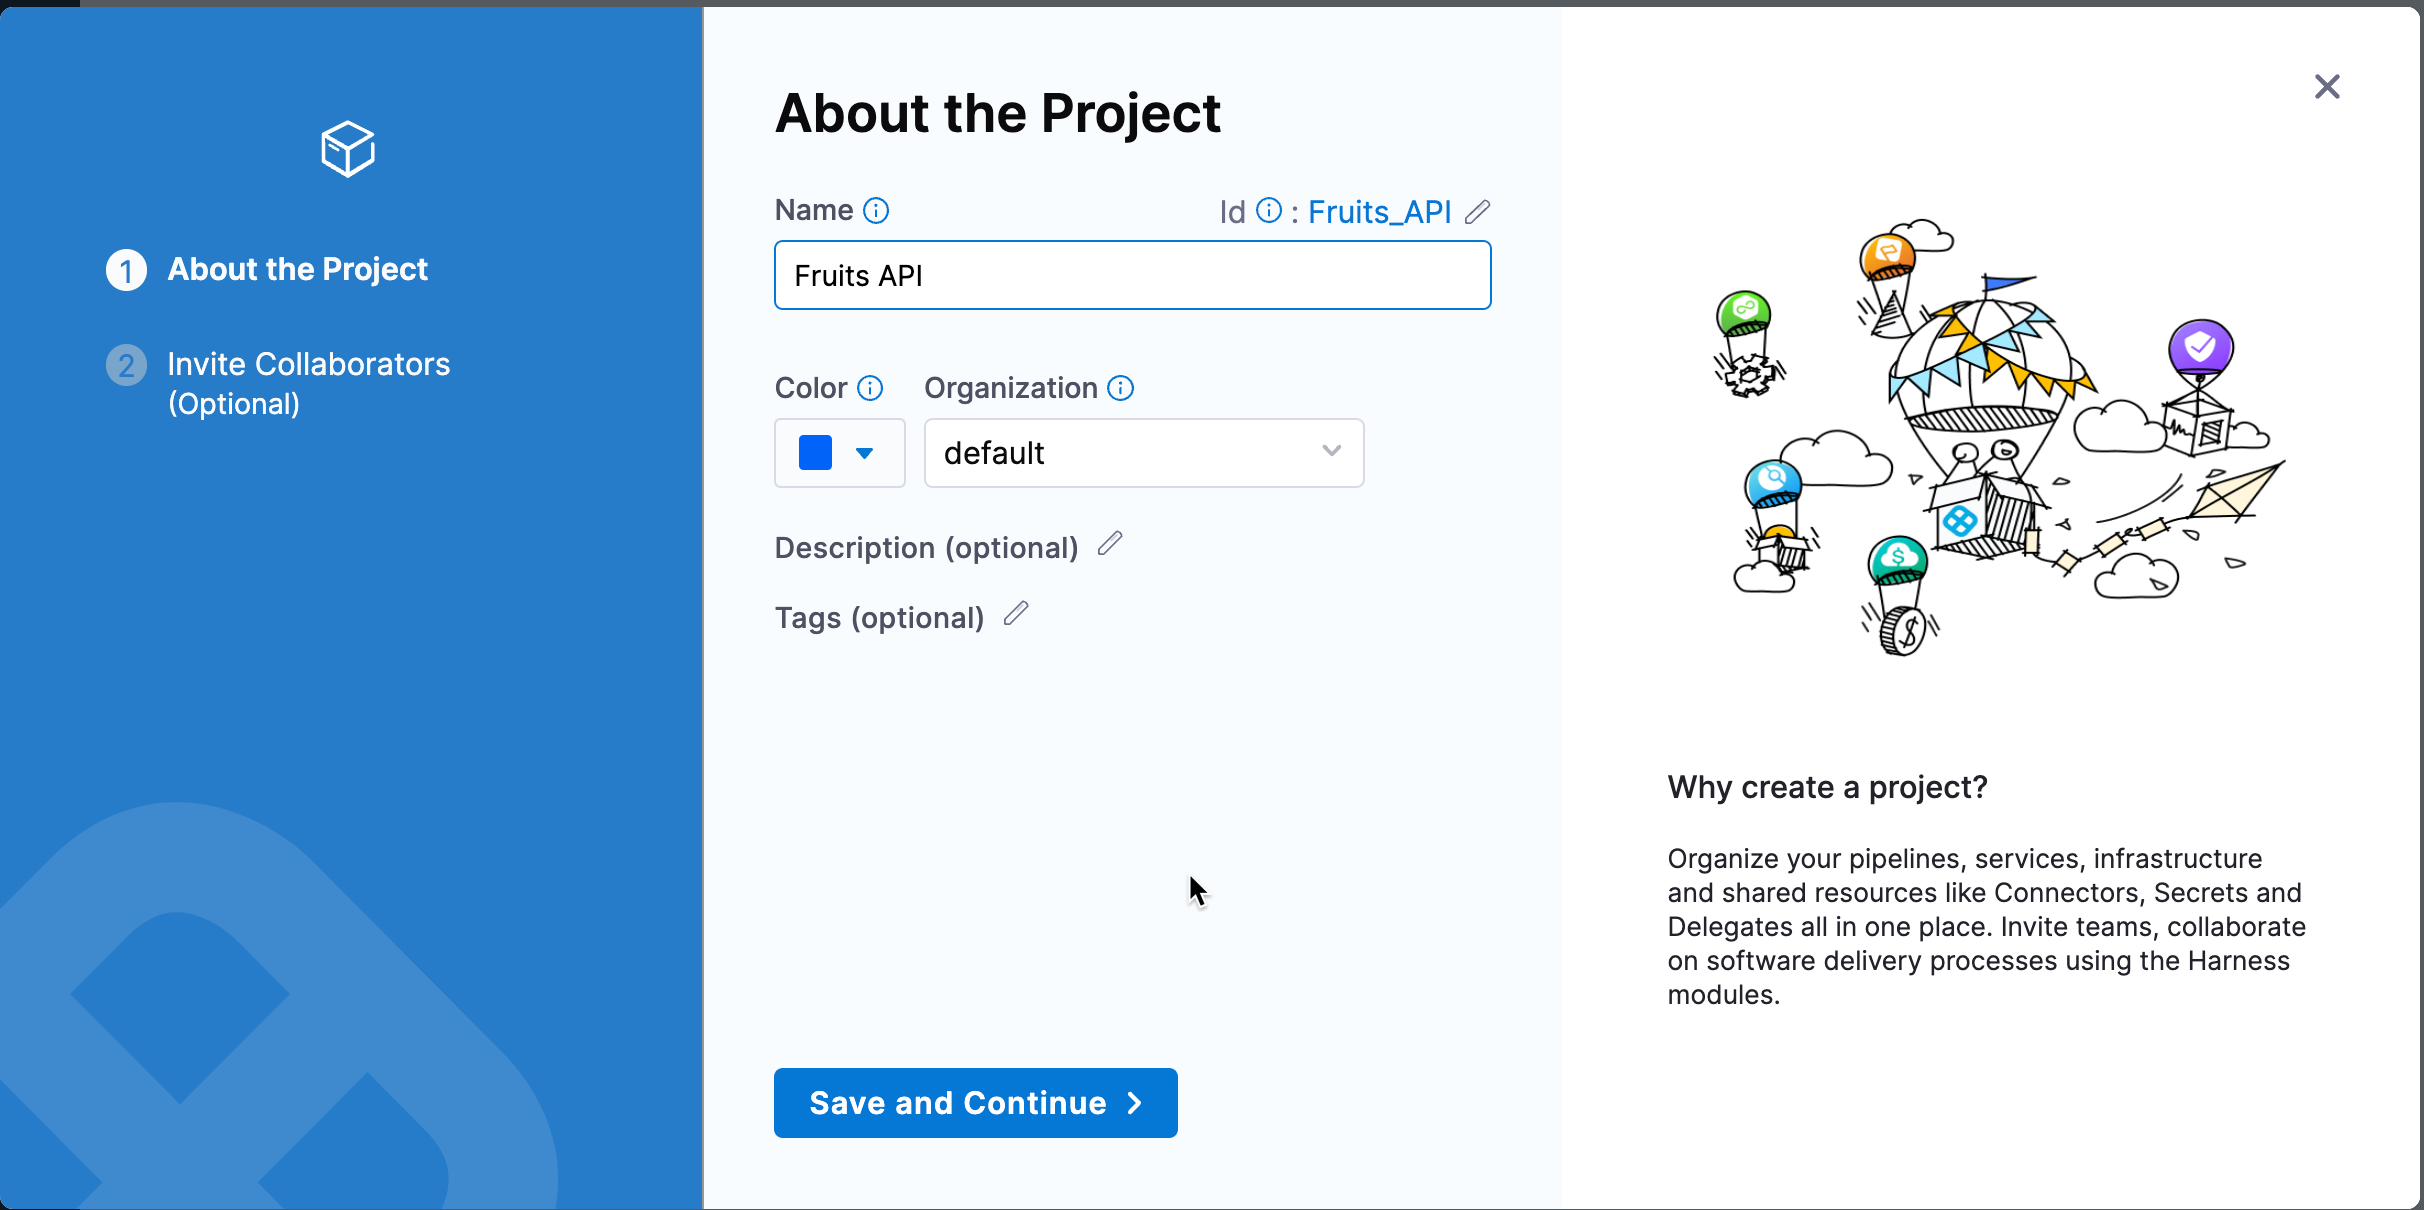 1 About the Project
2 Invite Collaborators
(Optional)
About the Project
Name Id : Fruits_API
Fruits API
Color Organization
default
Description (optional)
Tags (optional)
Save and Continue
Why create a project?
Organize your pipelines, services, infrastructure
and shared resources like Connectors, Secrets and
Delegates all in one place. Invite teams, collaborate
on software delivery processes using the Harness
modules.